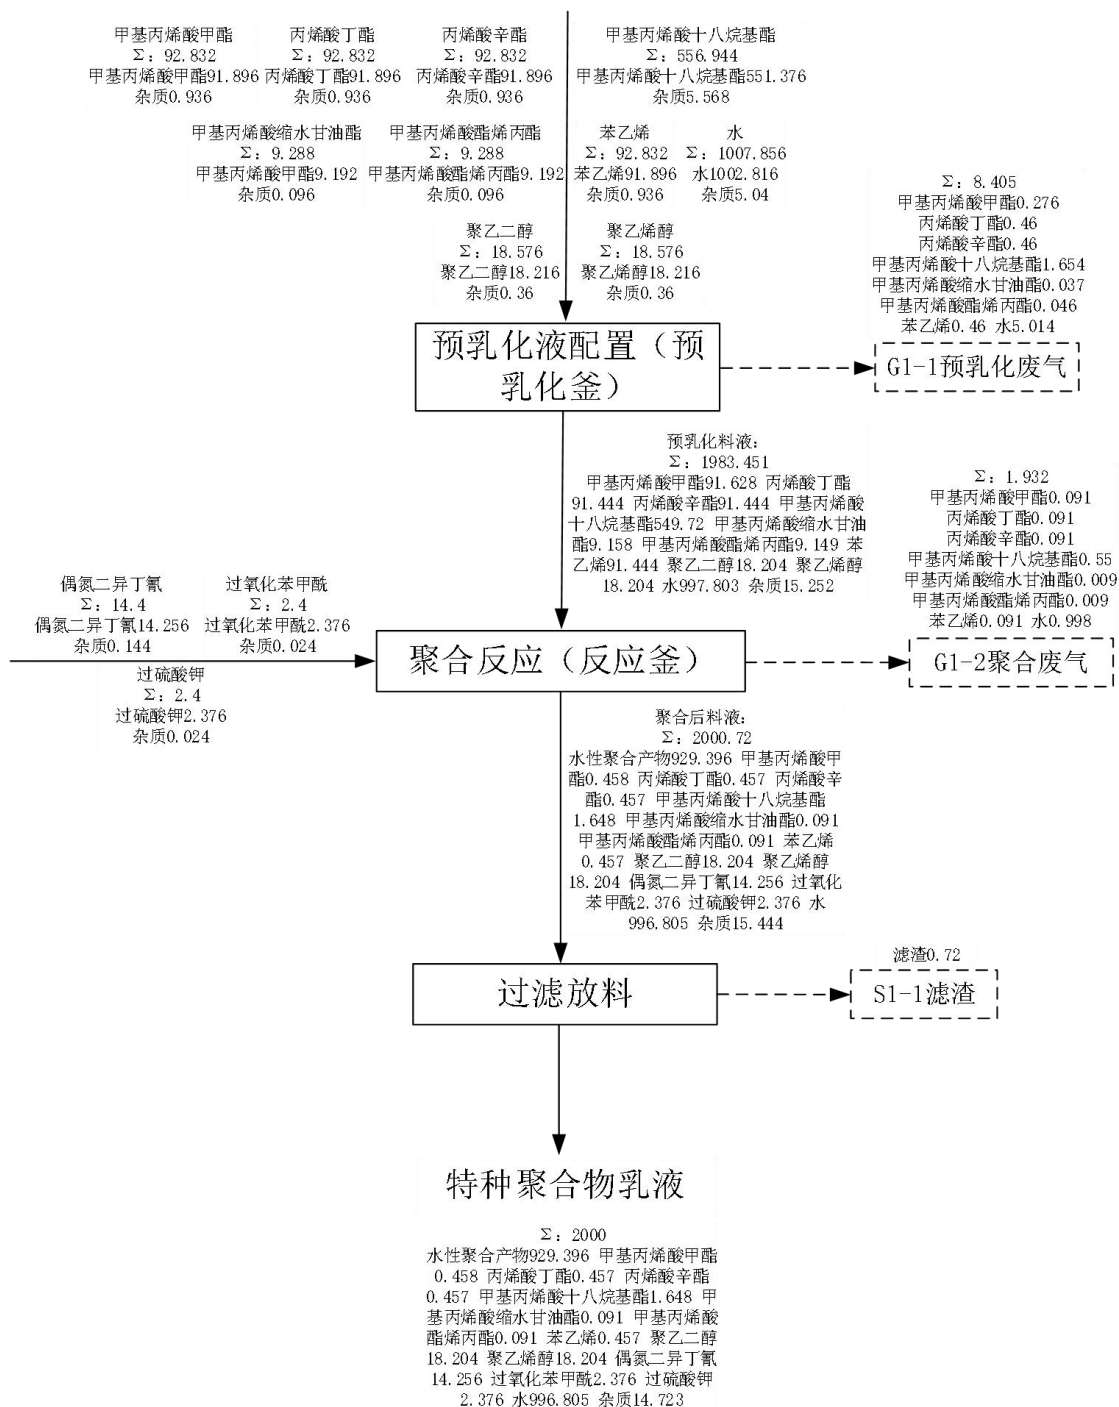 甲基丙烯酸甲酯
Σ：92.832
甲基丙烯酸甲酯91.896
杂质0.936
丙烯酸丁酯
Σ：92.832
丙烯酸丁酯91.896
杂质0.936
丙烯酸辛酯
Σ：92.832
丙烯酸辛酯91.896
杂质0.936
甲基丙烯酸十八烷基酯
Σ：556.944
甲基丙烯酸十八烷基酯551.376
杂质5.568
甲基丙烯酸缩水甘油酯
Σ：9.288
甲基丙烯酸甲酯9.192
杂质0.096
甲基丙烯酸酯烯丙酯
Σ：9.288
甲基丙烯酸酯烯丙酯9.192
杂质0.096
苯乙烯
Σ：92.832
苯乙烯91.896
杂质0.936
水
Σ：1007.856
水1002.816
杂质5.04
聚乙二醇
Σ：18.576
聚乙二醇18.216
杂质0.36
聚乙烯醇
Σ：18.576
聚乙烯醇18.216
杂质0.36
Σ：8.405
甲基丙烯酸甲酯0.276
丙烯酸丁酯0.46
丙烯酸辛酯0.46
甲基丙烯酸十八烷基酯1.654
甲基丙烯酸缩水甘油酯0.037
甲基丙烯酸酯烯丙酯0.046
苯乙烯0.46 水5.014
预乳化液配置（预
乳化釜）
G1-1预乳化废气
预乳化料液：
Σ：1983.451
甲基丙烯酸甲酯91.628 丙烯酸丁酯
91.444 丙烯酸辛酯91.444 甲基丙烯酸
十八烷基酯549.72 甲基丙烯酸缩水甘油
酯9.158 甲基丙烯酸酯烯丙酯9.149 苯
乙烯91.444 聚乙二醇18.204 聚乙烯醇
18.204 水997.803 杂质15.252
Σ：1.932
甲基丙烯酸甲酯0.091
丙烯酸丁酯0.091
丙烯酸辛酯0.091
甲基丙烯酸十八烷基酯0.55
甲基丙烯酸缩水甘油酯0.009
甲基丙烯酸酯烯丙酯0.009
苯乙烯0.091 水0.998
偶氮二异丁氰
Σ：14.4
偶氮二异丁氰14.256
杂质0.144
过氧化苯甲酰
Σ：2.4
过氧化苯甲酰2.376
杂质0.024
过硫酸钾
Σ：2.4
过硫酸钾2.376
杂质0.024
聚合反应（反应釜）
G1-2聚合废气
聚合后料液：
Σ：2000.72
水性聚合产物929.396 甲基丙烯酸甲
酯0.458 丙烯酸丁酯0.457 丙烯酸辛
酯0.457 甲基丙烯酸十八烷基酯
1.648 甲基丙烯酸缩水甘油酯0.091
甲基丙烯酸酯烯丙酯0.091 苯乙烯
0.457 聚乙二醇18.204 聚乙烯醇
18.204 偶氮二异丁氰14.256 过氧化
苯甲酰2.376 过硫酸钾2.376 水
996.805 杂质15.444
过滤放料
滤渣0.72
S1-1滤渣
特种聚合物乳液
Σ：2000
水性聚合产物929.396 甲基丙烯酸甲酯
0.458 丙烯酸丁酯0.457 丙烯酸辛酯
0.457 甲基丙烯酸十八烷基酯1.648 甲
基丙烯酸缩水甘油酯0.091 甲基丙烯酸
酯烯丙酯0.091 苯乙烯0.457 聚乙二醇
18.204 聚乙烯醇18.204 偶氮二异丁氰
14.256 过氧化苯甲酰2.376 过硫酸钾
2.376 水996.805 杂质14.723